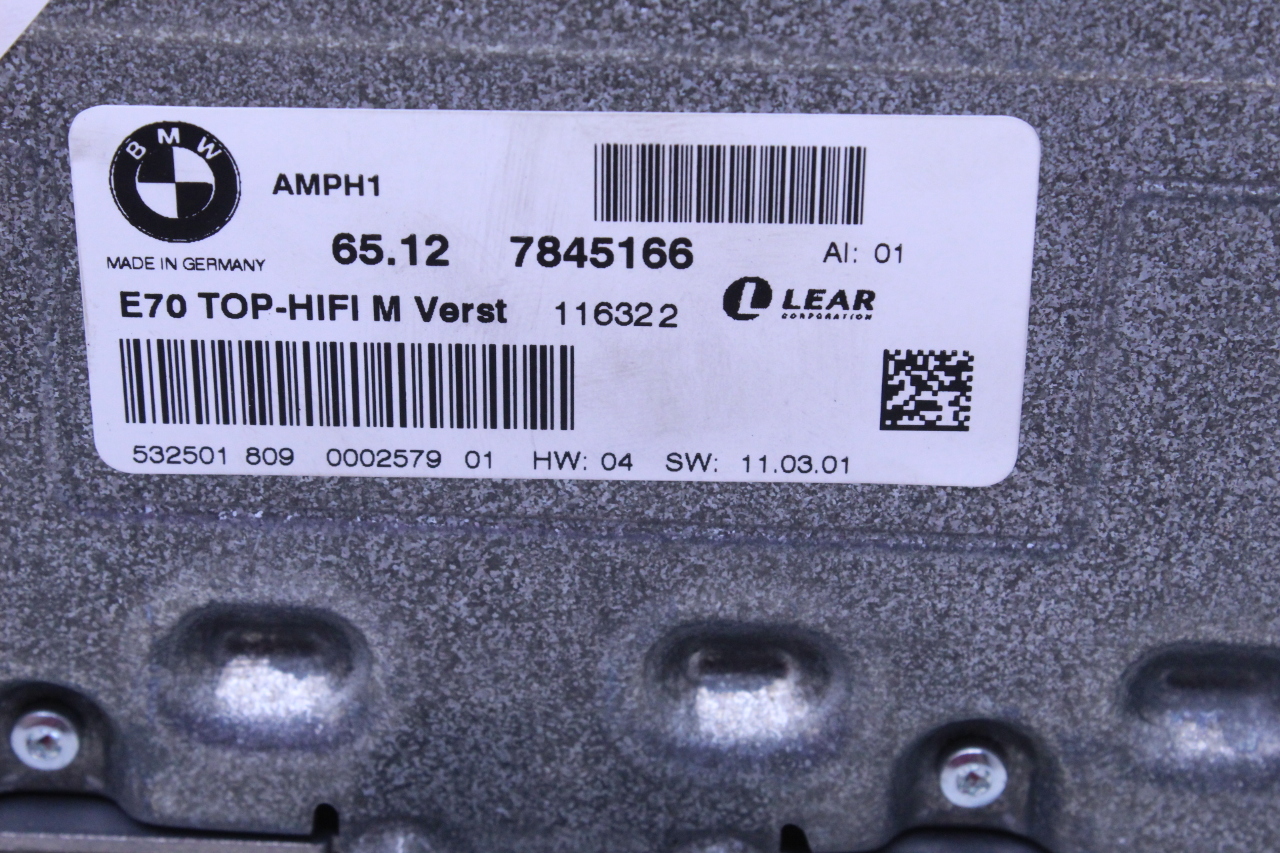 BMW
AMPH1
65.12 7845166 AI: 01
MADE IN GERMANY
E70 TOP-HIFI M Verst 116322 LEAR
CORPORATION
532501 809 0002579 01 HW: 04 SW: 11.03.01